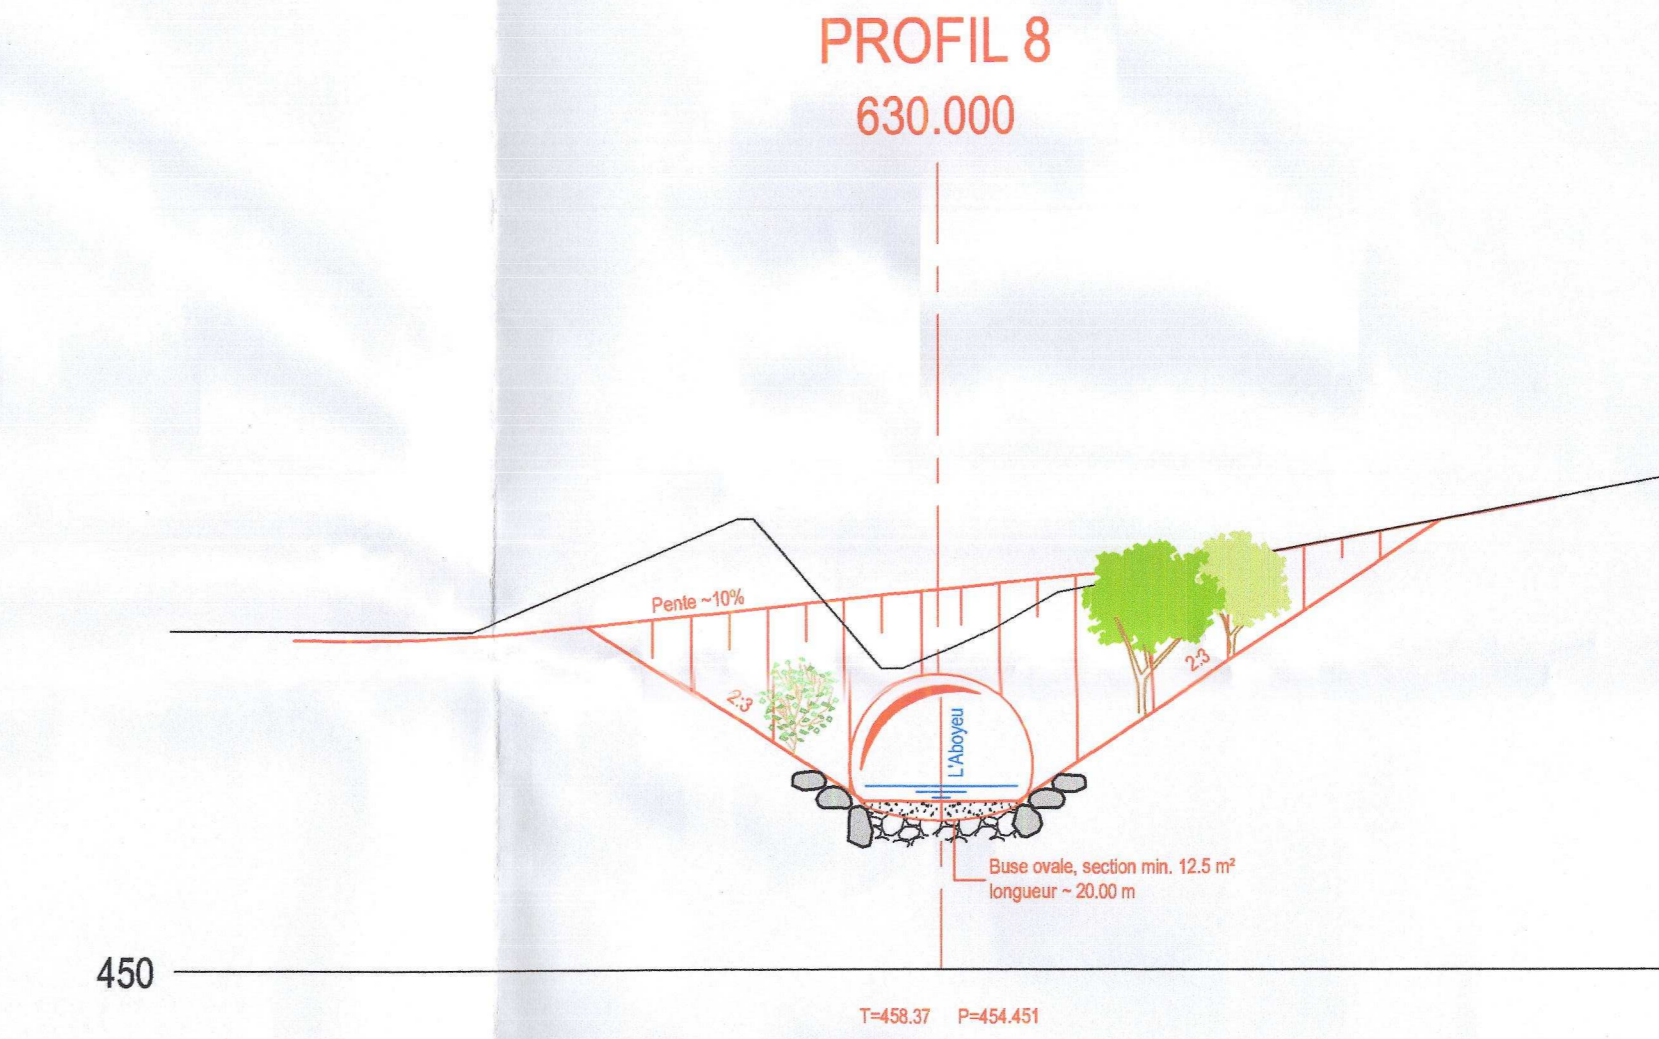 PROFIL 8
630.000
Pente ~10%
2:3
2:3
L'Aboyeu
Buse ovale, section min. 12.5 m²
longueur ~ 20.00 m
450
T=458.37 P=454.451